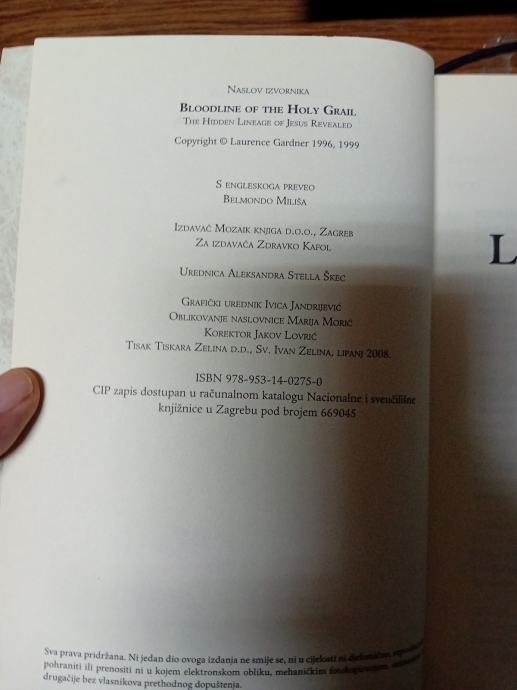 NASLOV IZVORNIKA
BLOODLINE OF THE HOLY GRAIL
THE HIDDEN LINEAGE OF JESUS REVEALED
Copyright © Laurence Gardner 1996, 1999
S ENGLESKOGA PREVEO
BELMONDO MILIŠA
IZDAVAČ MOZAIK KNJIGA D.O.O., ZAGREB
ZA IZDAVAČA ZDRAVKO KAFOL
UREDNICA ALEKSANDRA STELLA ŠKEC
GRAFIČKI UREDNIK IVICA JANDRIJEVIĆ
OBLIKOVANJE NASLOVNICE MARIJA MORIĆ
KOREKTOR JAKOV LOVRIĆ
TISAK TISKARA ZELINA D.D., SV. IVAN ZELINA, LIPANJ 2008.
ISBN 978-953-14-0275-0
CIP zapis dostupan u računalnom katalogu Nacionalne i sveučilišne
knjižnice u Zagrebu pod brojem 669045
Sva prava pridržana. Ni jedan dio ovoga izdanja ne smije se, ni u cijelosti ni djelomično,
pohraniti ili prenositi ni u kojem elektronskom obliku, mehaničkim fotokopiranjem,
drugačije bez vlasnikova prethodnog dopuštenja.
L